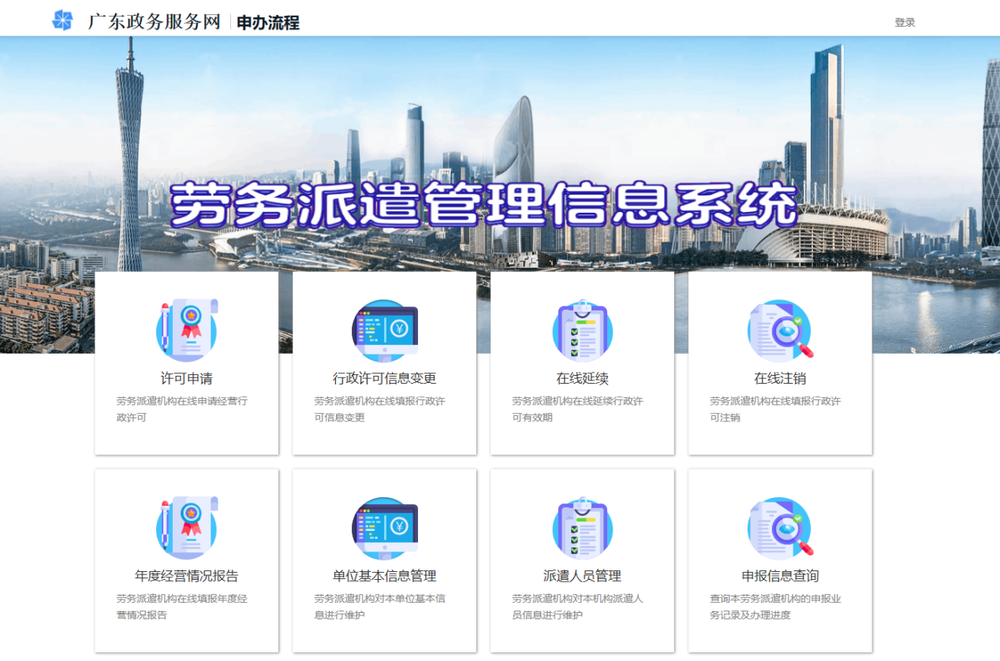 广东政务服务网
申办流程
登录
劳务派遣管理信息系统
许可申请
劳务派遣机构在线申请经营行
政许可
行政许可信息变更
劳务派遣机构在线填报行政许
可信息变更
在线延续
劳务派遣机构在线延续行政许
可有效期
在线注销
劳务派遣机构在线填报行政许
可注销
年度经营情况报告
劳务派遣机构在线填报年度经
营情况报告
单位基本信息管理
劳务派遣机构对本单位基本信
息进行维护
派遣人员管理
劳务派遣机构对本机构派遣人
员信息进行维护
申报信息查询
查询本劳务派遣机构的申报业
务记录及办理进度